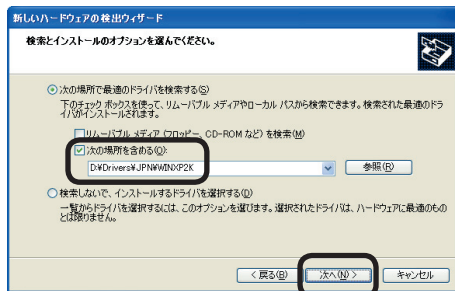 新しいハードウェアの検出ウィザード
検索とインストールのオプションを選んでください。
次の場所で最適のドライバを検索する(S)
下のチェック ボックスを使って、リムーバブル メディアやローカル パスから検索できます。検索された最適のドラ
イバがインストールされます。
リムーバブル メディア (フロッピー、CD-ROM など) を検索(M)
次の場所を含める(O):
D:¥Drivers¥JPN¥WINXP2K
参照(R)
検索しないで、インストールするドライバを選択する(D)
一覧からドライバを選択するには、このオプションを選びます。選択されたドライバは、ハードウェアに最適のもの
とは限りません。
< 戻る(B)
次へ(N) >
キャンセル